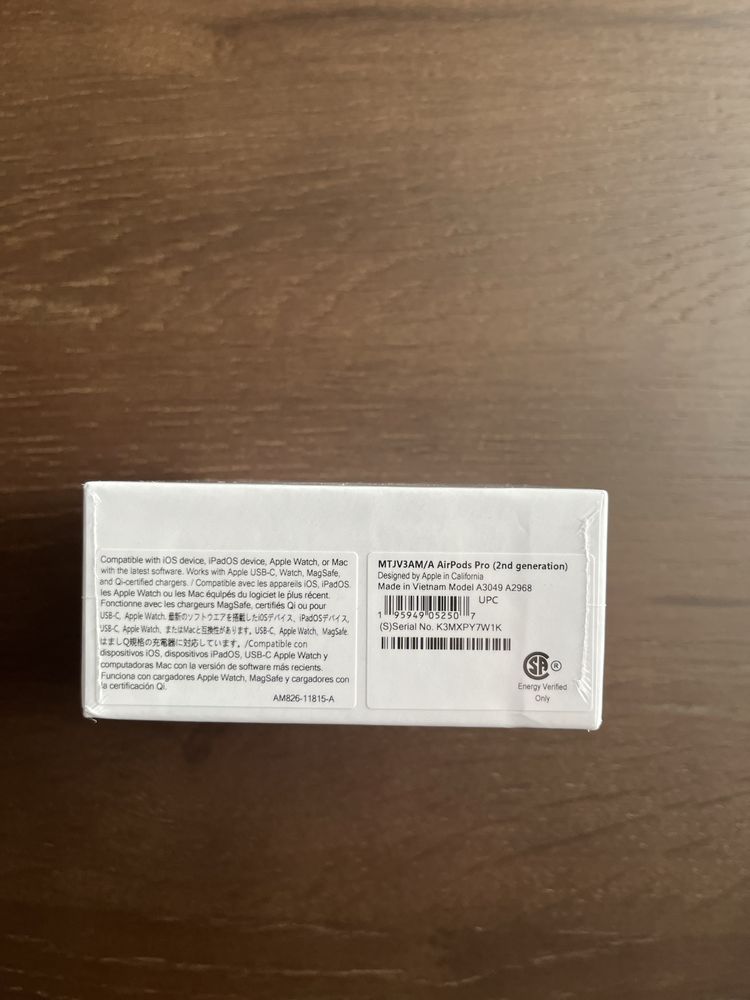 Compatible with iOS device, iPadOS device, Apple Watch, or Mac
with the latest software. Works with Apple USB-C, Watch, MagSafe,
and Qi-certified chargers. / Compatible avec les appareils iOS, iPadOS.
les Apple Watch ou les Mac équipés du logiciel le plus récent.
Fonctionne avec les chargeurs MagSafe, certifiés Qi ou pour
USB-C, Apple Watch. 最新のソフトウエアを搭載したiOSデバイス、iPadOSデバイス,
USB-C, Apple Watch、またはMacと互換性があります。USB-C, Apple Watch, MagSafe
はましQi規格の充電器に対応しています。/Compatible con
dispositivos iOS, dispositivos iPadOS, USB-C Apple Watch y
computadoras Mac con la versión de software más recientes.
Funciona con cargadores Apple Watch, MagSafe y cargadores con
la certificación Qi.
AM826-11815-A
MTJV3AM/A AirPods Pro (2nd generation)
Designed by Apple in California
Made in Vietnam Model A3049 A2968
UPC
1 95949 05250 7
(S)Serial No. K3MXPY7W1K
SA ®
Energy Verified
Only